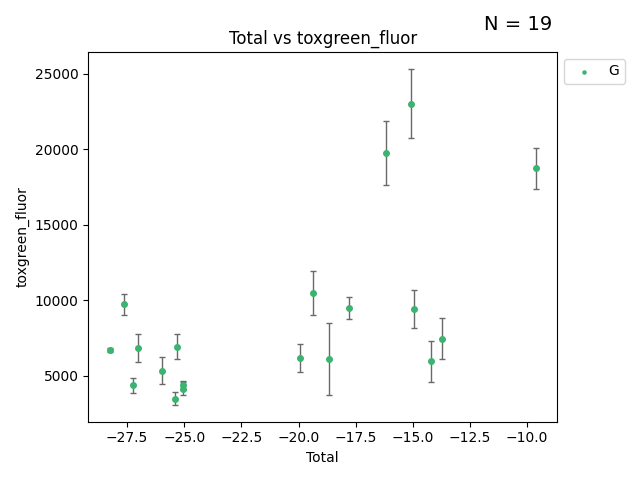 N = 19
Total vs toxgreen_fluor
G
25000
20000
15000
10000
5000
toxgreen_fluor
−27.5 −25.0 −22.5 −20.0 −17.5 −15.0 −12.5 −10.0
Total